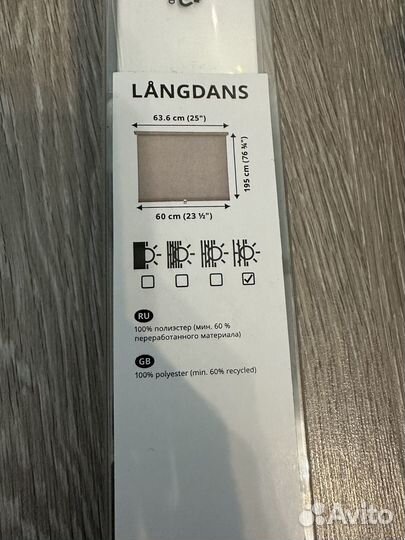 LÅNGDANS
63.6 cm (25")
195 cm (76 ¾")
60 cm (23 ½")
RU
100% полиэстер (мин. 60 %
переработанного материала)
GB
100% polyester (min. 60% recycled)
Avito